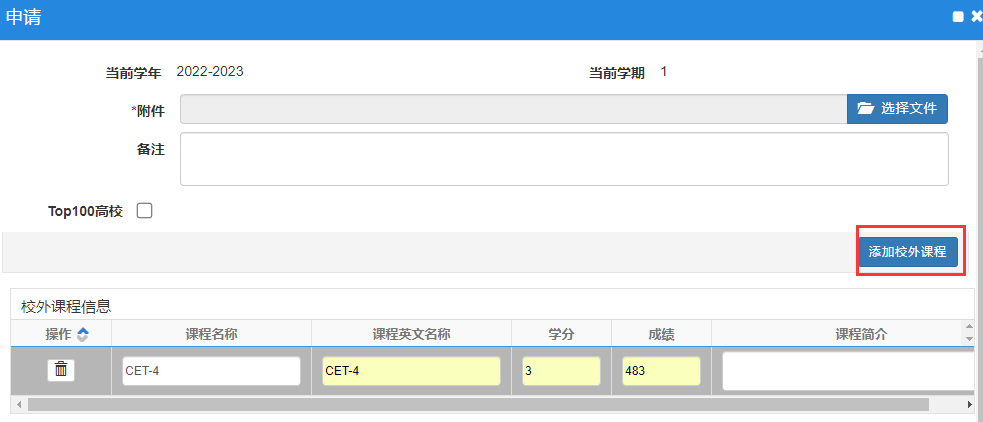 申请
当前学年 2022-2023 当前学期 1
*附件 选择文件
备注
Top100高校
添加校外课程
校外课程信息
操作 课程名称 课程英文名称 学分 成绩 课程简介
CET-4 CET-4 3 483